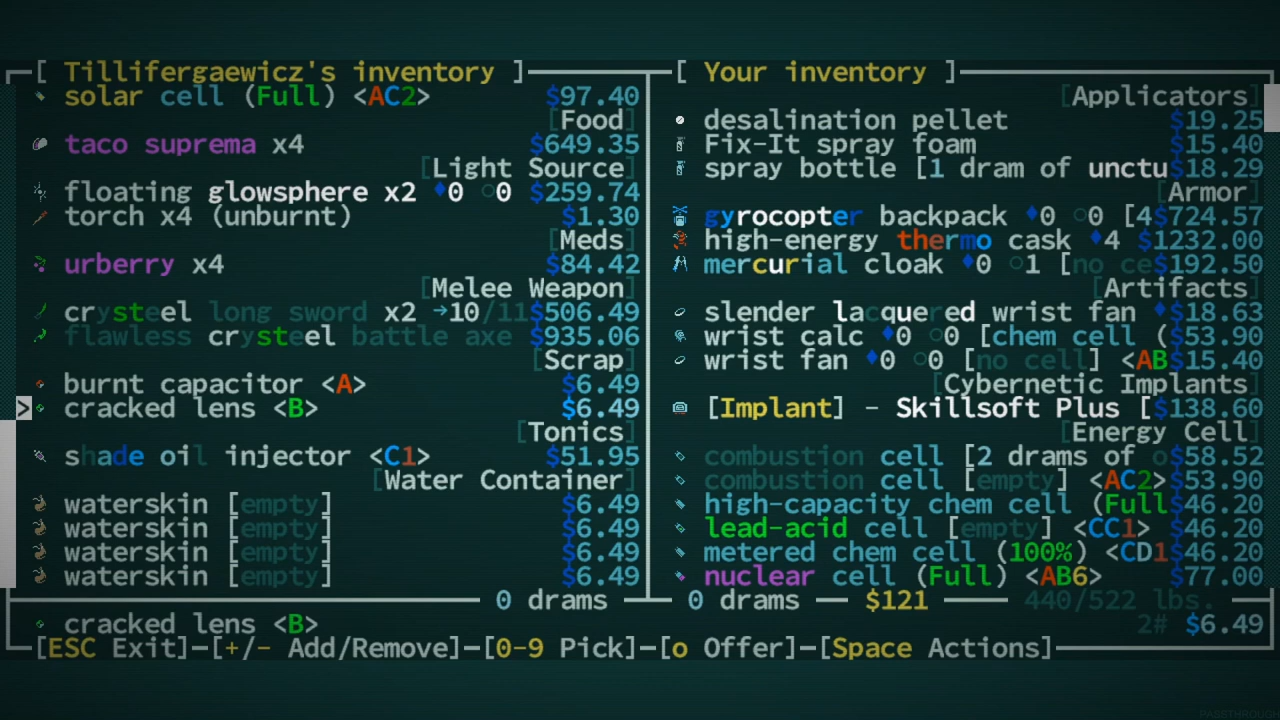 [ Tillifergaewicz's inventory ]
solar cell (Full) <AC2> $97.40
[Food]
taco suprema x4 $649.35
[Light Source]
floating glowsphere x2 ♦0 ○0 $259.74
torch x4 (unburnt) $1.30
[Meds]
urberry x4 $84.42
[Melee Weapon]
crysteel long sword x2 →10/11$506.49
flawless crysteel battle axe $935.06
[Scrap]
burnt capacitor <A> $6.49
> cracked lens <B> $6.49
[Tonics]
shade oil injector <C1> $51.95
[Water Container]
waterskin [empty] $6.49
waterskin [empty] $6.49
waterskin [empty] $6.49
waterskin [empty] $6.49
0 drams
[ Your inventory ]
[Applicators]
desalination pellet $19.25
Fix-It spray foam $15.40
spray bottle [1 dram of unctu$18.29
[Armor]
gyrocopter backpack ♦0 ○0 [4$724.57
high-energy thermo cask ♦4 $1232.00
mercurial cloak ♦0 ○1 [no ce$192.50
[Artifacts]
slender lacquered wrist fan ♦$18.63
wrist calc ♦0 ○0 [chem cell ($53.90
wrist fan ♦0 ○0 [no cell] <AB$15.40
[Cybernetic Implants]
[Implant] - Skillsoft Plus [$138.60
[Energy Cell]
combustion cell [2 drams of o$58.52
combustion cell [empty] <AC2>$53.90
high-capacity chem cell (Full$46.20
lead-acid cell [empty] <CC1> $46.20
metered chem cell (100%) <CD1$46.20
nuclear cell (Full) <AB6> $77.00
0 drams $121 440/522 lbs.
cracked lens <B> 2# $6.49
[ESC Exit]-[+/- Add/Remove]-[0-9 Pick]-[o Offer]-[Space Actions]